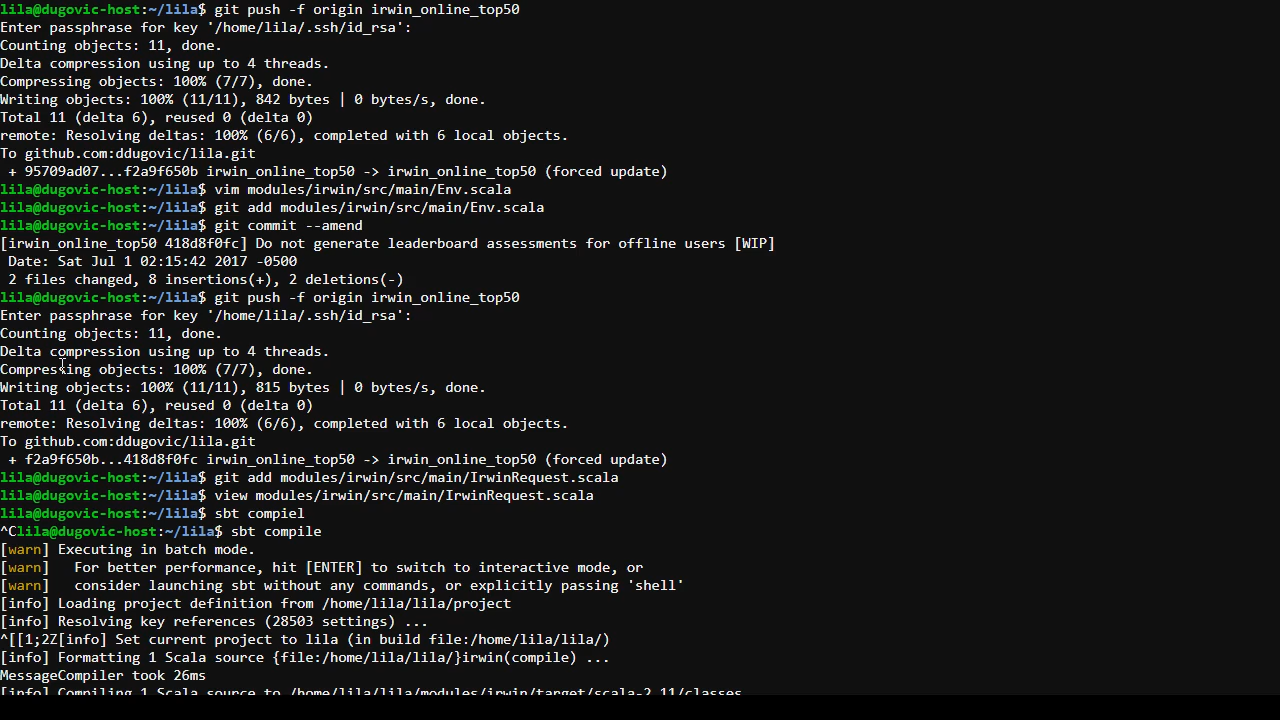 lila@dugovic-host:~/lila$ git push -f origin irwin_online_top50
Enter passphrase for key '/home/lila/.ssh/id_rsa':
Counting objects: 11, done.
Delta compression using up to 4 threads.
Compressing objects: 100% (7/7), done.
Writing objects: 100% (11/11), 842 bytes | 0 bytes/s, done.
Total 11 (delta 6), reused 0 (delta 0)
remote: Resolving deltas: 100% (6/6), completed with 6 local objects.
To github.com:ddugovic/lila.git
 + 95709ad07...f2a9f650b irwin_online_top50 -> irwin_online_top50 (forced update)
lila@dugovic-host:~/lila$ vim modules/irwin/src/main/Env.scala
lila@dugovic-host:~/lila$ git add modules/irwin/src/main/Env.scala
lila@dugovic-host:~/lila$ git commit --amend
[irwin_online_top50 418d8f0fc] Do not generate leaderboard assessments for offline users [WIP]
 Date: Sat Jul 1 02:15:42 2017 -0500
 2 files changed, 8 insertions(+), 2 deletions(-)
lila@dugovic-host:~/lila$ git push -f origin irwin_online_top50
Enter passphrase for key '/home/lila/.ssh/id_rsa':
Counting objects: 11, done.
Delta compression using up to 4 threads.
Compressing objects: 100% (7/7), done.
Writing objects: 100% (11/11), 815 bytes | 0 bytes/s, done.
Total 11 (delta 6), reused 0 (delta 0)
remote: Resolving deltas: 100% (6/6), completed with 6 local objects.
To github.com:ddugovic/lila.git
 + f2a9f650b...418d8f0fc irwin_online_top50 -> irwin_online_top50 (forced update)
lila@dugovic-host:~/lila$ git add modules/irwin/src/main/IrwinRequest.scala
lila@dugovic-host:~/lila$ view modules/irwin/src/main/IrwinRequest.scala
lila@dugovic-host:~/lila$ sbt compiel
^Clila@dugovic-host:~/lila$ sbt compile
[warn] Executing in batch mode.
[warn]   For better performance, hit [ENTER] to switch to interactive mode, or
[warn]   consider launching sbt without any commands, or explicitly passing 'shell'
[info] Loading project definition from /home/lila/lila/project
[info] Resolving key references (28503 settings) ...
^[[1;2Z[info] Set current project to lila (in build file:/home/lila/lila/)
[info] Formatting 1 Scala source {file:/home/lila/lila/}irwin(compile) ...
MessageCompiler took 26ms
[info] Compiling 1 Scala source to /home/lila/lila/modules/irwin/target/scala-2.11/classes